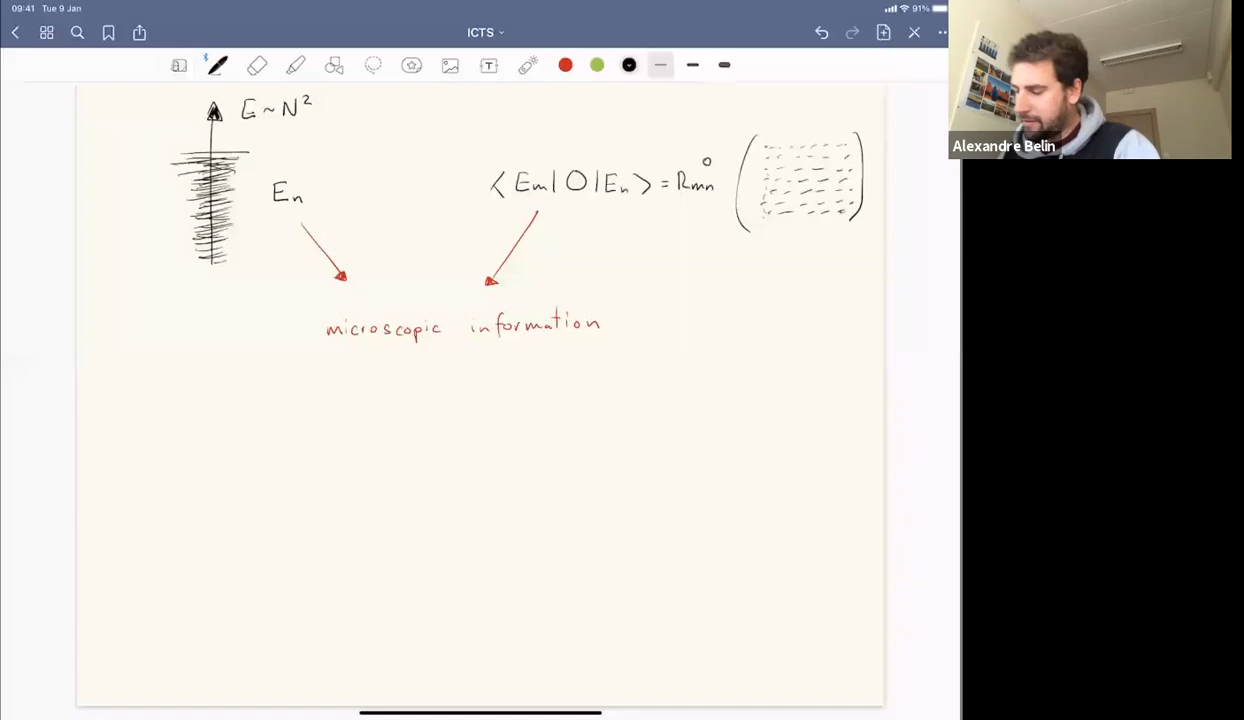 09:41 Tue 9 Jan
91%
ICTS
T
E ~ N²
Eₙ
⟨Eₘ| O |Eₙ⟩ = Rₘₙ^O
microscopic information
Alexandre Belin